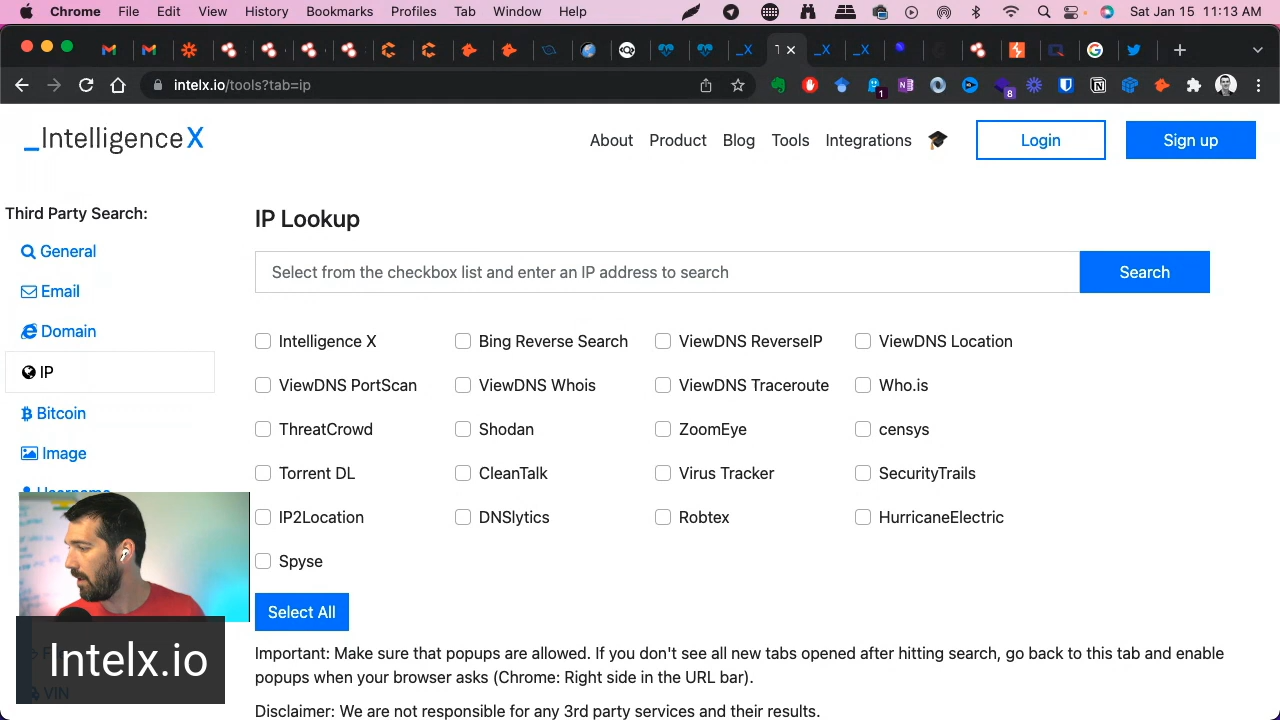 Chrome File Edit View History Bookmarks Profiles Tab Window Help Sat Jan 15 11:13 AM
intelx.io/tools?tab=ip
1
8
_IntelligenceX
About Product Blog Tools Integrations Login Sign up
Third Party Search:
General
Email
Domain
IP
Bitcoin
Image
Username
VIN
IP Lookup
Select from the checkbox list and enter an IP address to search Search
Intelligence X Bing Reverse Search ViewDNS ReverseIP ViewDNS Location
ViewDNS PortScan ViewDNS Whois ViewDNS Traceroute Who.is
ThreatCrowd Shodan ZoomEye censys
Torrent DL CleanTalk Virus Tracker SecurityTrails
IP2Location DNSlytics Robtex HurricaneElectric
Spyse
Select All
Important: Make sure that popups are allowed. If you don't see all new tabs opened after hitting search, go back to this tab and enable
popups when your browser asks (Chrome: Right side in the URL bar).
Disclaimer: We are not responsible for any 3rd party services and their results.
Intelx.io